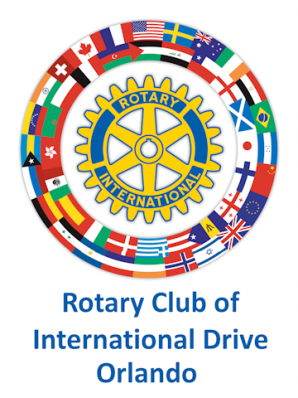 ROTARY
INTERNATIONAL
Rotary Club of
International Drive
Orlando